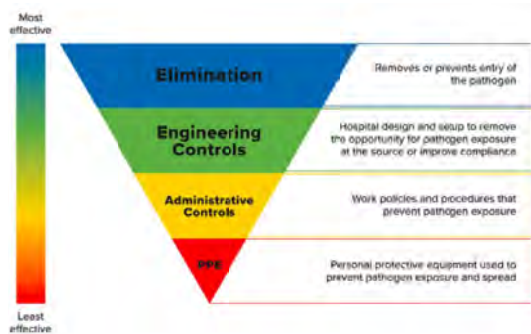 Most
effective
Elimination
Removes or prevents entry of
the pathogen
Engineering
Controls
Hospital design and setup to remove
the opportunity for pathogen exposure
at the source or improve compliance
Administrative
Controls
Work policies and procedures that
prevent pathogen exposure
PPE
Personal protective equipment used to
prevent pathogen exposure and spread
Least
effective